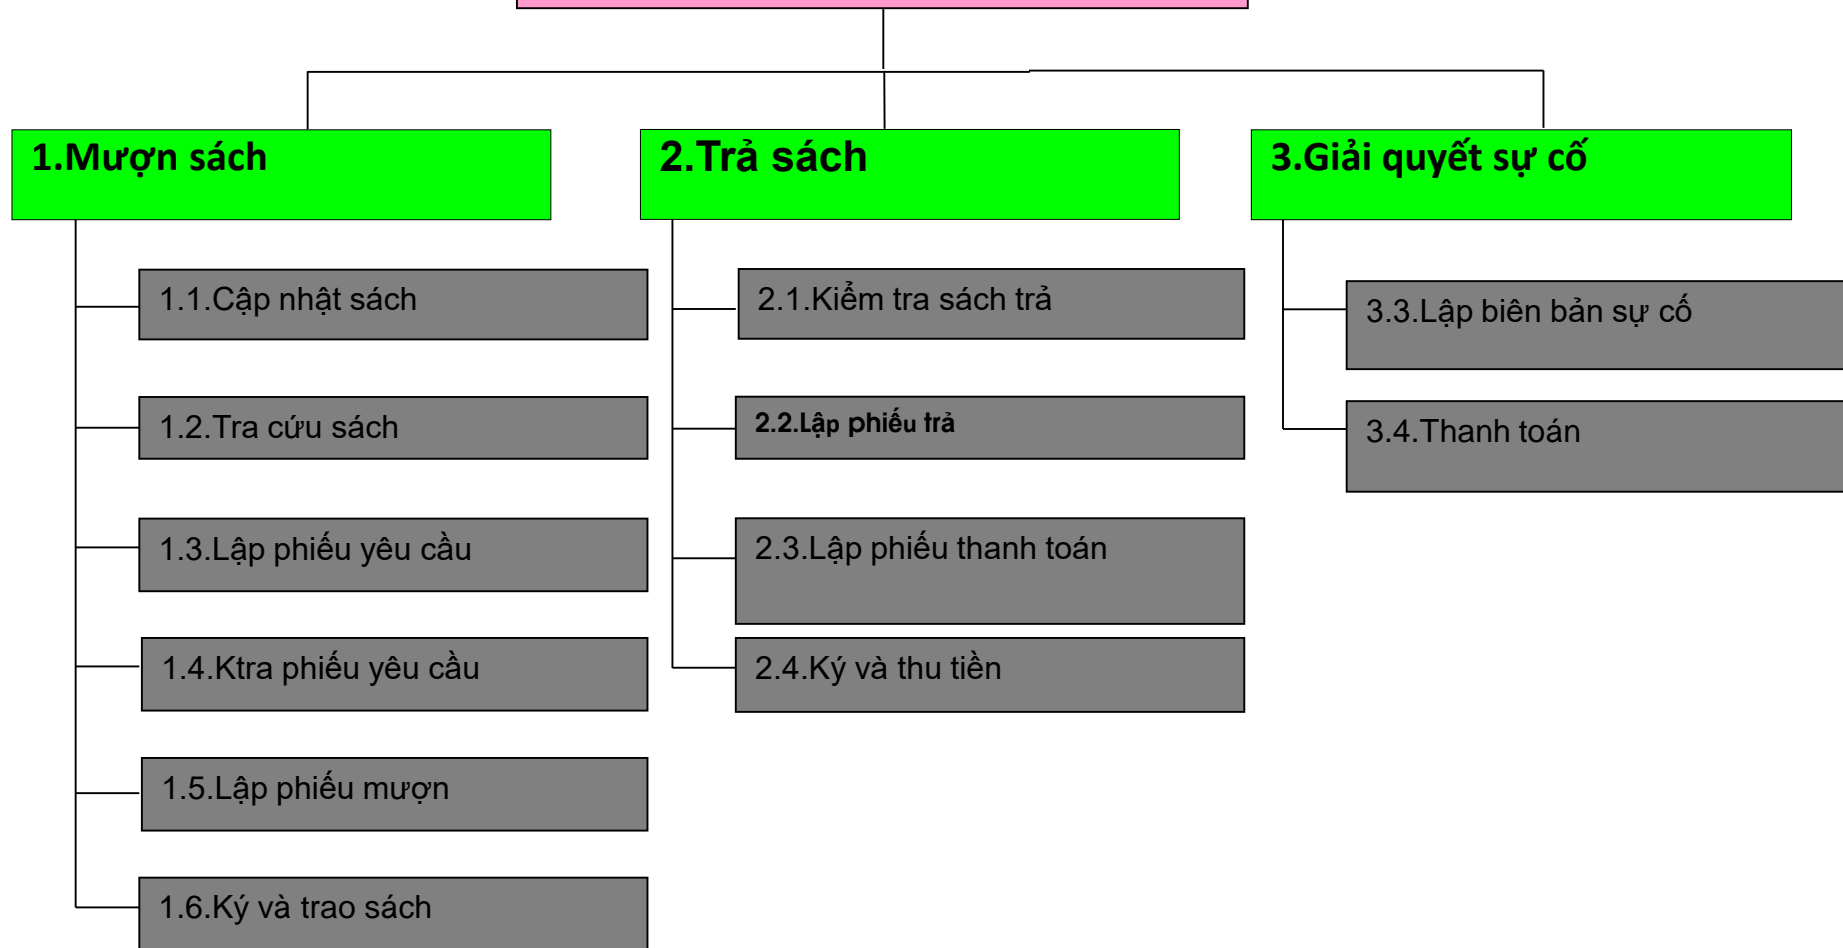 1.Mượn sách
1.1.Cập nhật sách
1.2.Tra cứu sách
1.3.Lập phiếu yêu cầu
1.4.Ktra phiếu yêu cầu
1.5.Lập phiếu mượn
1.6.Ký và trao sách
2.Trả sách
2.1.Kiểm tra sách trả
2.2.Lập phiếu trả
2.3.Lập phiếu thanh toán
2.4.Ký và thu tiền
3.Giải quyết sự cố
3.3.Lập biên bản sự cố
3.4.Thanh toán